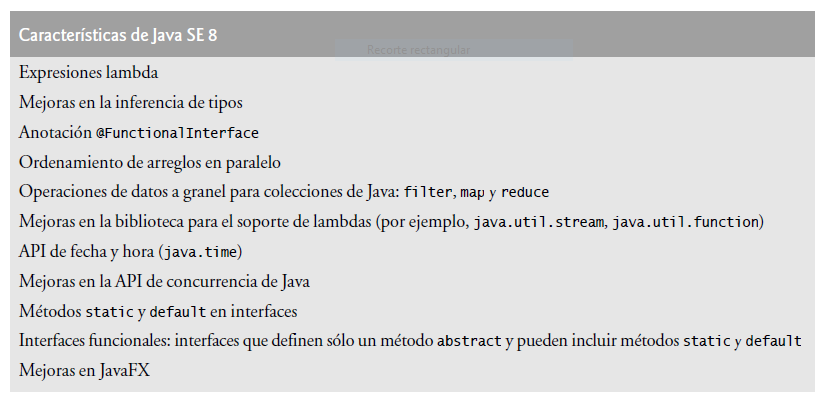 Características de Java SE 8
Recorte rectangular
Expresiones lambda
Mejoras en la inferencia de tipos
Anotación @FunctionalInterface
Ordenamiento de arreglos en paralelo
Operaciones de datos a granel para colecciones de Java: filter, map y reduce
Mejoras en la biblioteca para el soporte de lambdas (por ejemplo, java.util.stream, java.util.function)
API de fecha y hora (java.time)
Mejoras en la API de concurrencia de Java
Métodos static y default en interfaces
Interfaces funcionales: interfaces que definen sólo un método abstract y pueden incluir métodos static y default
Mejoras en JavaFX